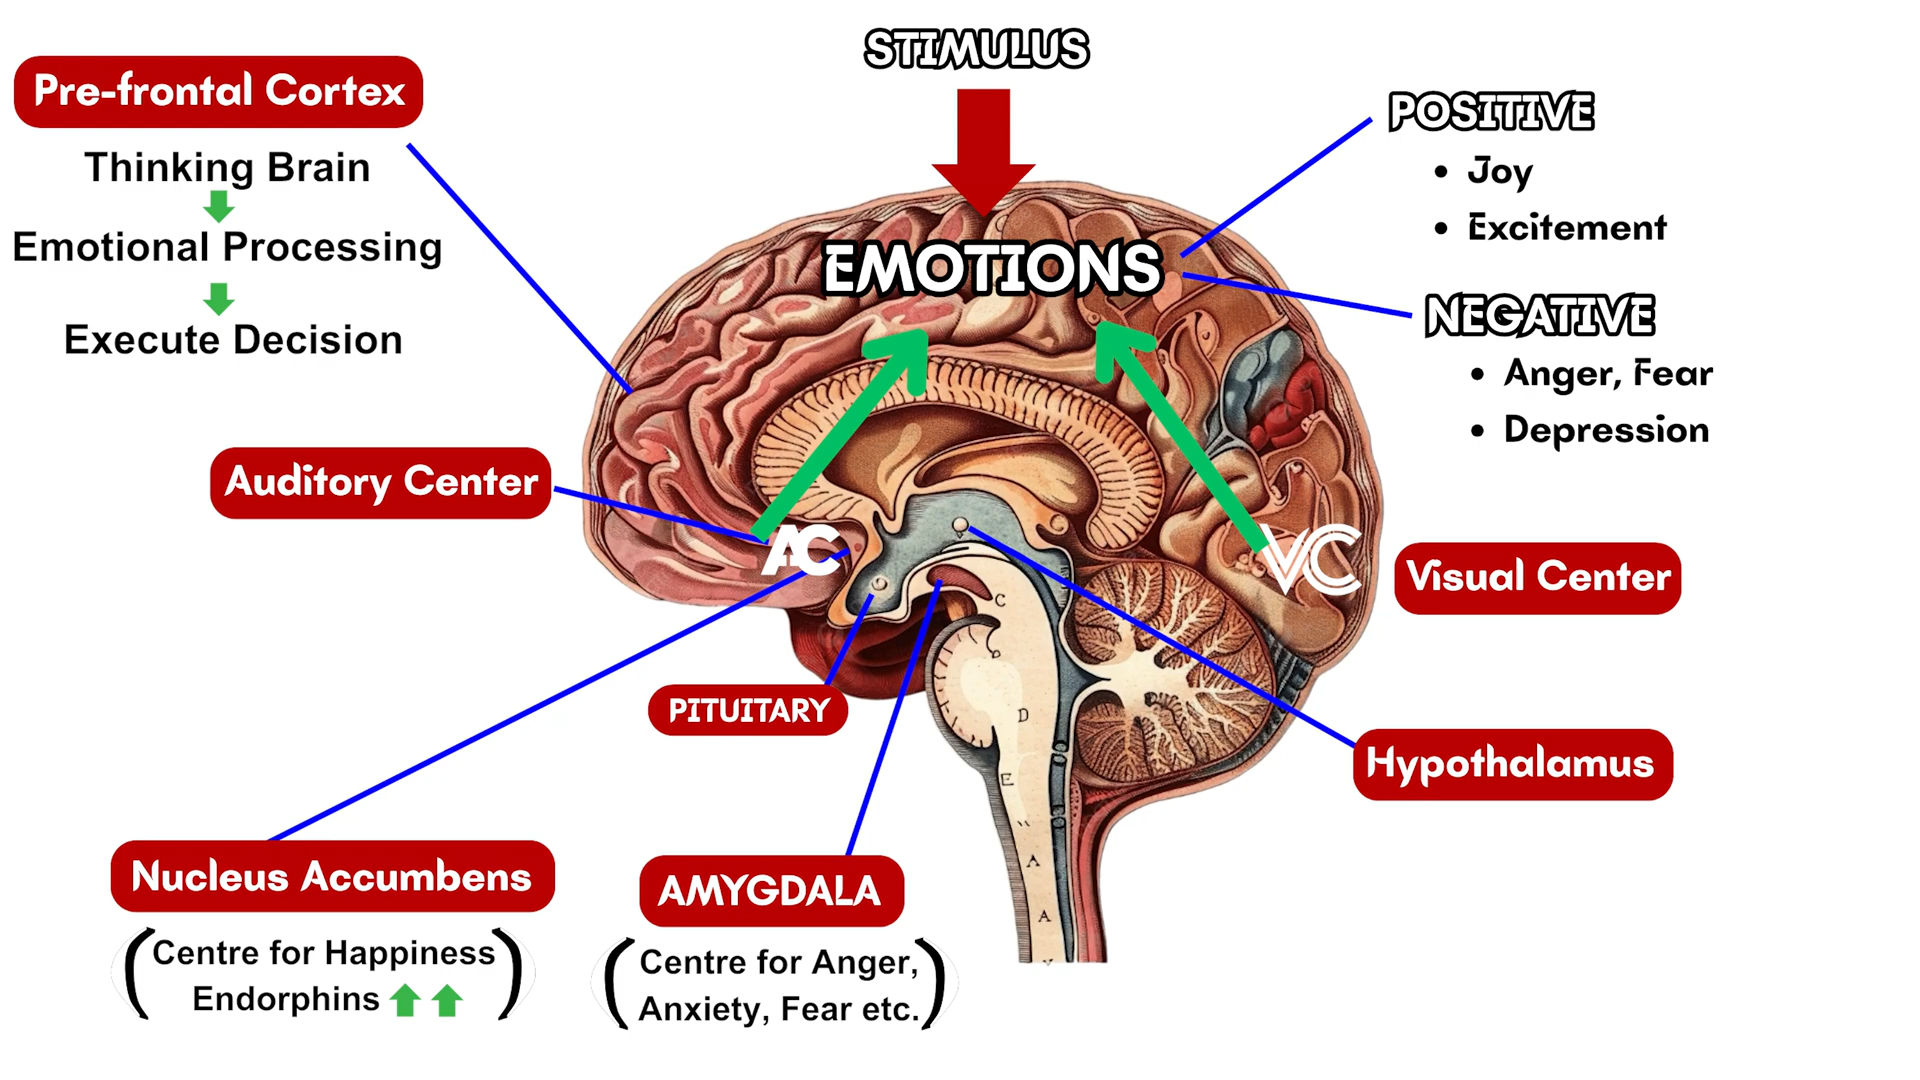 STIMULUS
Pre-frontal Cortex
Thinking Brain
Emotional Processing
Execute Decision
POSITIVE
• Joy
• Excitement
EMOTIONS
NEGATIVE
• Anger, Fear
• Depression
Auditory Center
AC
VC
Visual Center
C
PITUITARY
D
Hypothalamus
E
A
Nucleus Accumbens
(Centre for Happiness
Endorphins)
AMYGDALA
A
(Centre for Anger,
Anxiety, Fear etc.)